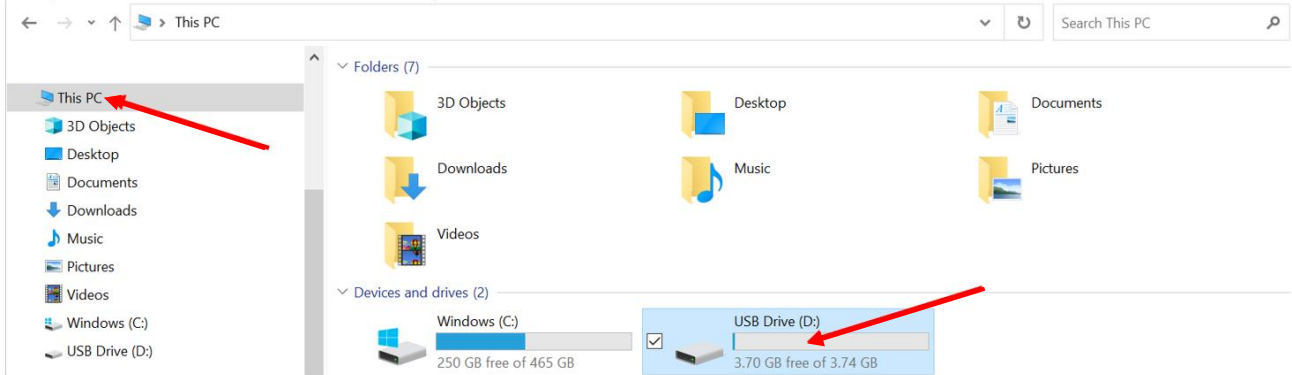 This PC
Search This PC
This PC
3D Objects
Desktop
Documents
Downloads
Music
Pictures
Videos
Windows (C:)
USB Drive (D:)
Folders (7)
3D Objects
Desktop
Documents
Downloads
Music
Pictures
Videos
Devices and drives (2)
Windows (C:)
250 GB free of 465 GB
USB Drive (D:)
3.70 GB free of 3.74 GB